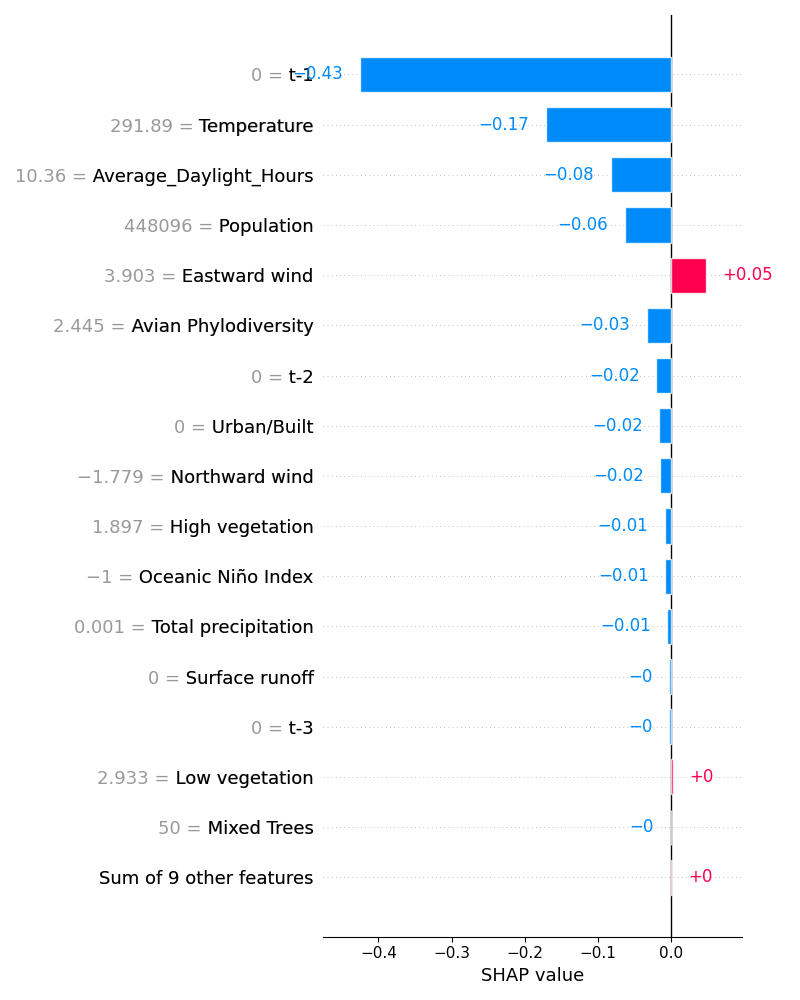 0 = t-1 −0.43
291.89 = Temperature −0.17
10.36 = Average_Daylight_Hours −0.08
448096 = Population −0.06
3.903 = Eastward wind +0.05
2.445 = Avian Phylodiversity −0.03
0 = t-2 −0.02
0 = Urban/Built −0.02
−1.779 = Northward wind −0.02
1.897 = High vegetation −0.01
−1 = Oceanic Niño Index −0.01
0.001 = Total precipitation −0.01
0 = Surface runoff −0
0 = t-3 −0
2.933 = Low vegetation +0
50 = Mixed Trees −0
Sum of 9 other features +0
−0.4 −0.3 −0.2 −0.1 0.0
SHAP value